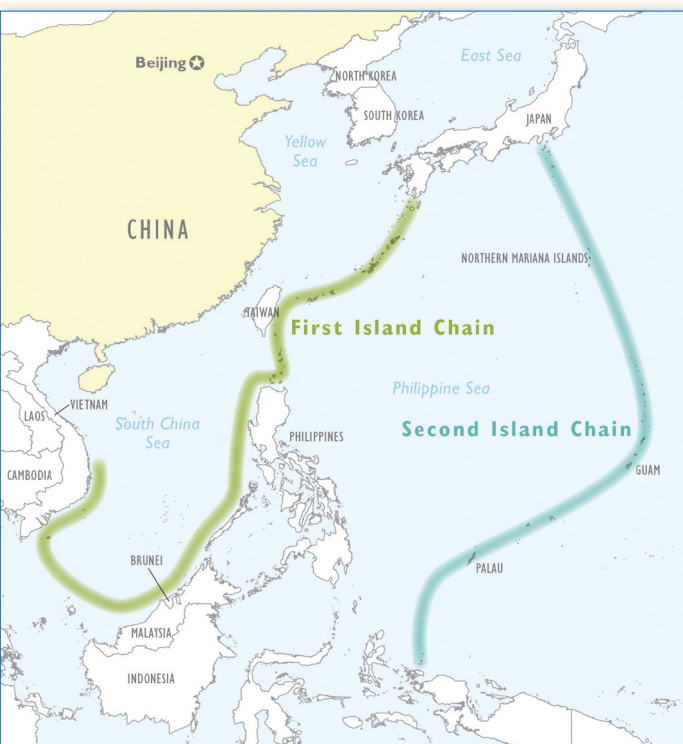 East Sea
Beijing
NORTH KOREA
SOUTH KOREA
JAPAN
Yellow
Sea
CHINA
NORTHERN MARIANA ISLANDS
TAIWAN
First Island Chain
Philippine Sea
VIETNAM
LAOS
South China
Sea
Second Island Chain
PHILIPPINES
CAMBODIA
GUAM
BRUNEI
PALAU
MALAYSIA
INDONESIA